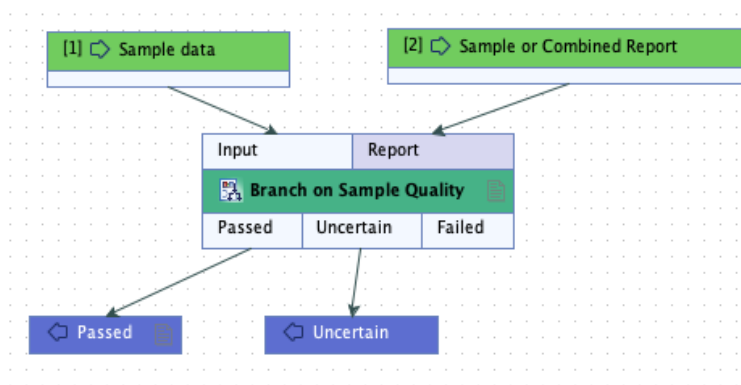 [1] Sample data
[2] Sample or Combined Report
Input
Report
Branch on Sample Quality
Passed
Uncertain
Failed
Passed
Uncertain